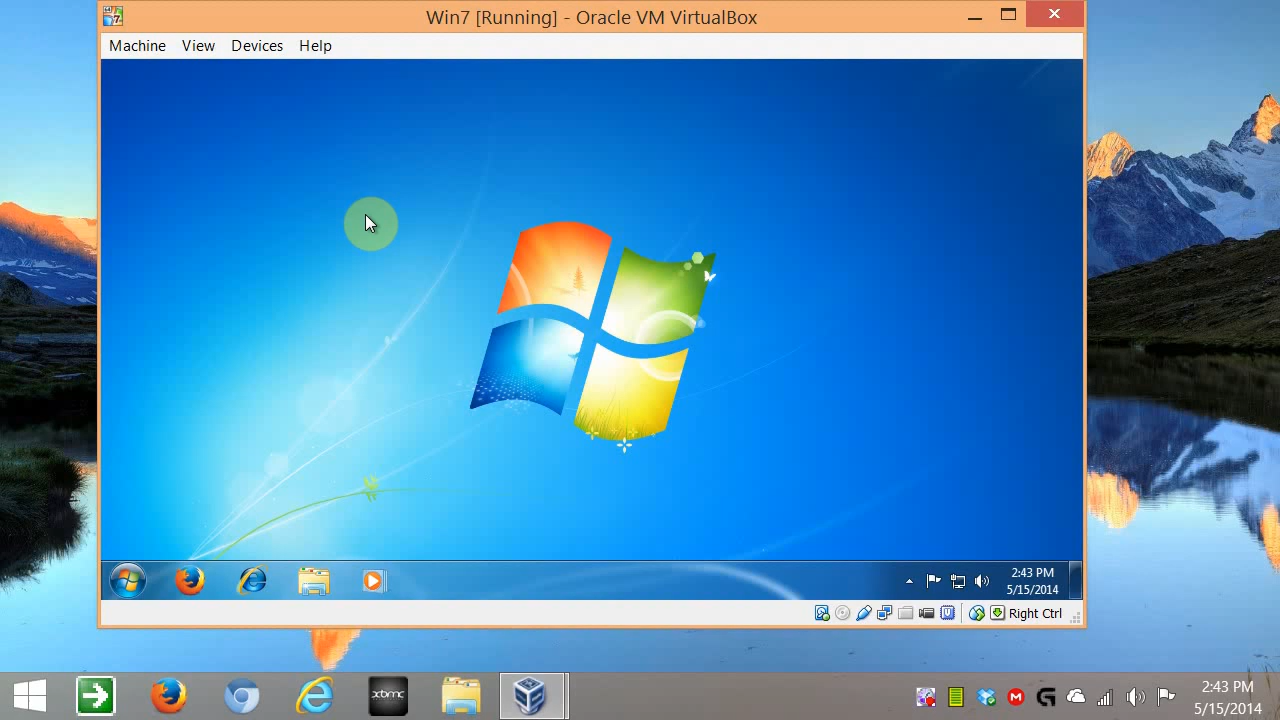 Win7 [Running] - Oracle VM VirtualBox
Machine View Devices Help
2:43 PM
5/15/2014
Right Ctrl
xbmc
2:43 PM
5/15/2014